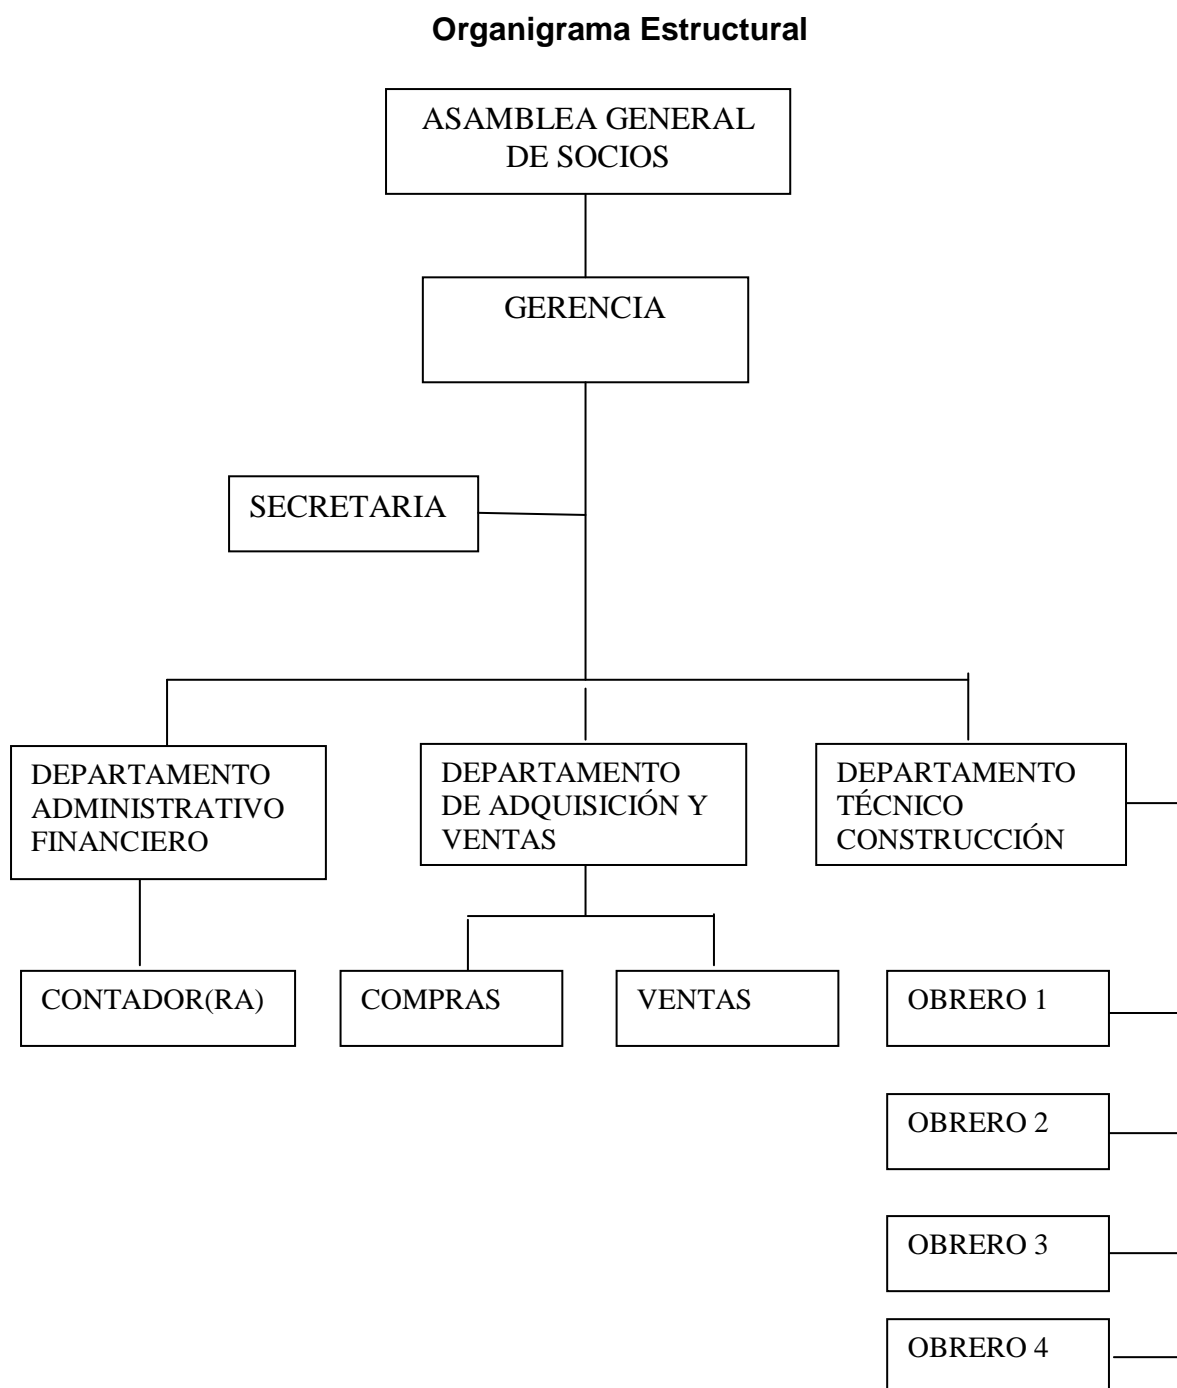 Organigrama Estructural
ASAMBLEA GENERAL
DE SOCIOS
GERENCIA
SECRETARIA
DEPARTAMENTO
ADMINISTRATIVO
FINANCIERO
DEPARTAMENTO
DE ADQUISICIÓN Y
VENTAS
DEPARTAMENTO
TÉCNICO
CONSTRUCCIÓN
CONTADOR(RA)
COMPRAS
VENTAS
OBRERO 1
OBRERO 2
OBRERO 3
OBRERO 4